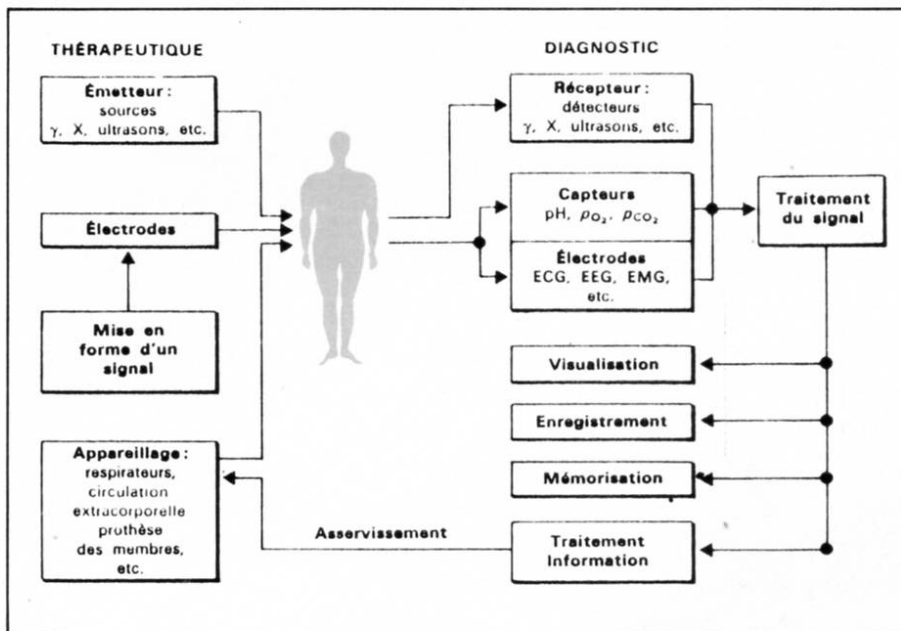 THÉRAPEUTIQUE
Émetteur :
sources
γ, X, ultrasons, etc.
Électrodes
Mise en
forme d'un
signal
Appareillage :
respirateurs,
circulation
extracorporelle
prothèse
des membres,
etc.
Asservissement
DIAGNOSTIC
Récepteur :
détecteurs
γ, X, ultrasons, etc.
Capteurs
pH, pO₂, pCO₂
Électrodes
ECG, EEG, EMG,
etc.
Traitement
du signal
Visualisation
Enregistrement
Mémorisation
Traitement
Information